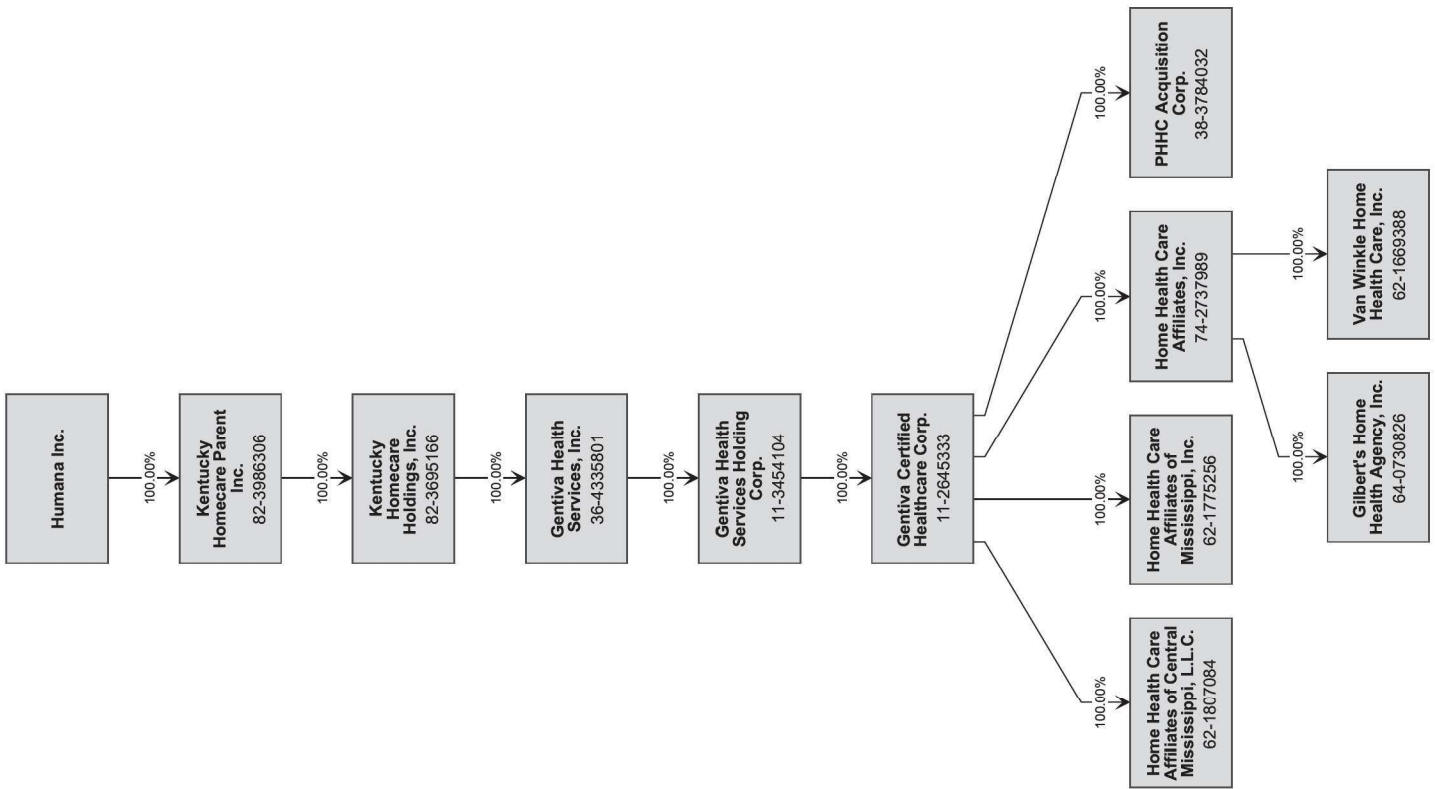 Humana Inc.
100.00%
Kentucky
Homecare Parent
Inc.
82-3986306
100.00%
Kentucky
Homecare
Holdings, Inc.
82-3695166
100.00%
Gentiva Health
Services, Inc.
36-4335801
100.00%
Gentiva Health
Services Holding
Corp.
11-3454104
100.00%
Gentiva Certified
Healthcare Corp.
11-2645333
100.00%
Home Health Care
Affiliates of Central
Mississippi, L.L.C.
62-1807084
100.00%
Home Health Care
Affiliates of
Mississippi, Inc.
62-1775256
100.00%
Home Health Care
Affiliates, Inc.
74-2737989
100.00%
PHHC Acquisition
Corp.
38-3784032
100.00%
Gilbert's Home
Health Agency, Inc.
64-0730826
100.00%
Van Winkle Home
Health Care, Inc.
62-1669388